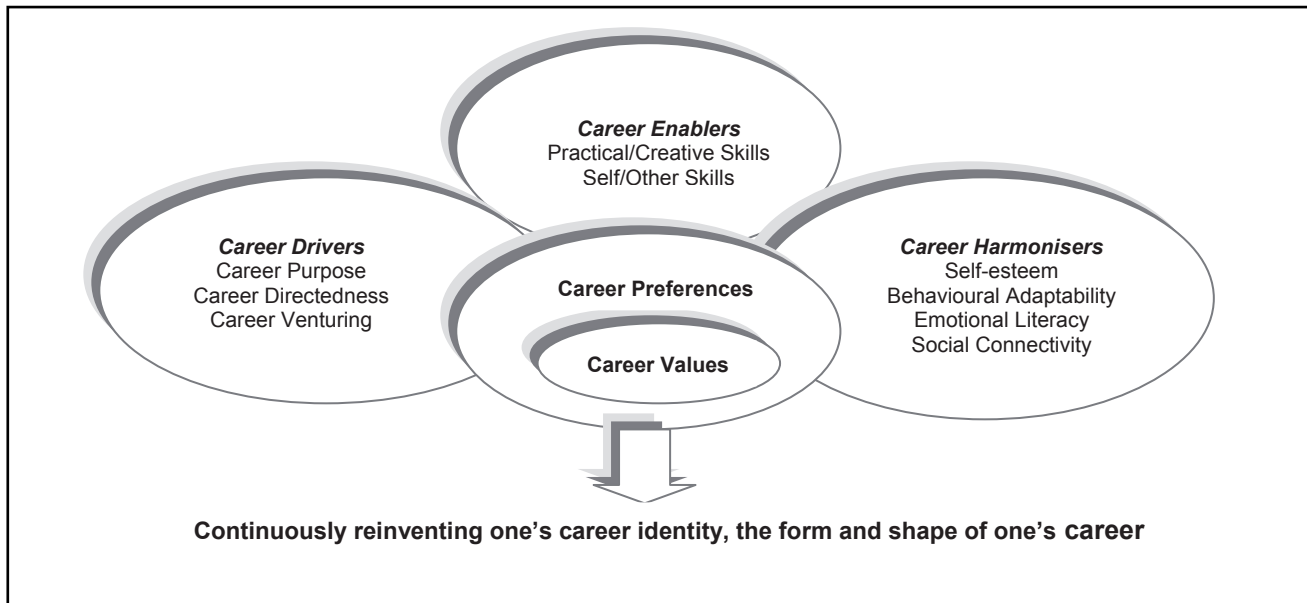 Career Enablers
Practical/Creative Skills
Self/Other Skills
Career Drivers
Career Purpose
Career Directedness
Career Venturing
Career Preferences
Career Values
Career Harmonisers
Self-esteem
Behavioural Adaptability
Emotional Literacy
Social Connectivity
Continuously reinventing one’s career identity, the form and shape of one’s career